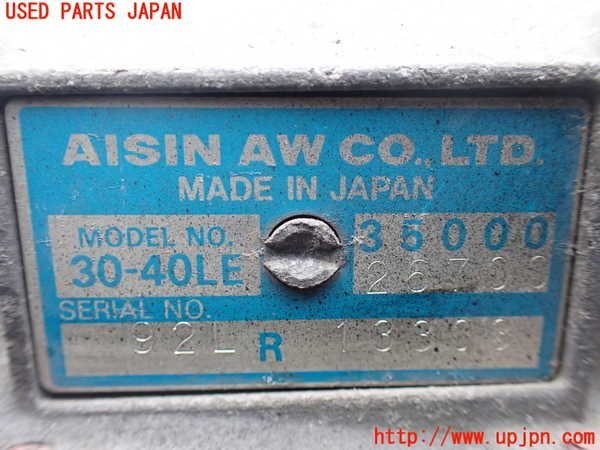 USED PARTS JAPAN
AISIN AW CO., LTD.
MADE IN JAPAN
MODEL NO. 35000
30-40LE
SERIAL NO.
92L R
http://www.upjpn.com/